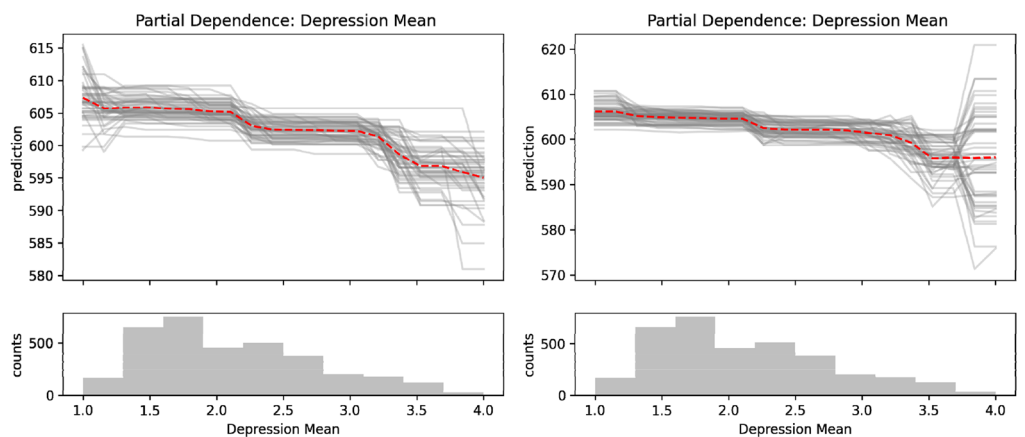 Partial Dependence: Depression Mean
615
610
605
600
595
590
585
580
prediction
500
0
counts
1.0 1.5 2.0 2.5 3.0 3.5 4.0
Depression Mean
Partial Dependence: Depression Mean
620
610
600
590
580
570
prediction
500
0
counts
1.0 1.5 2.0 2.5 3.0 3.5 4.0
Depression Mean